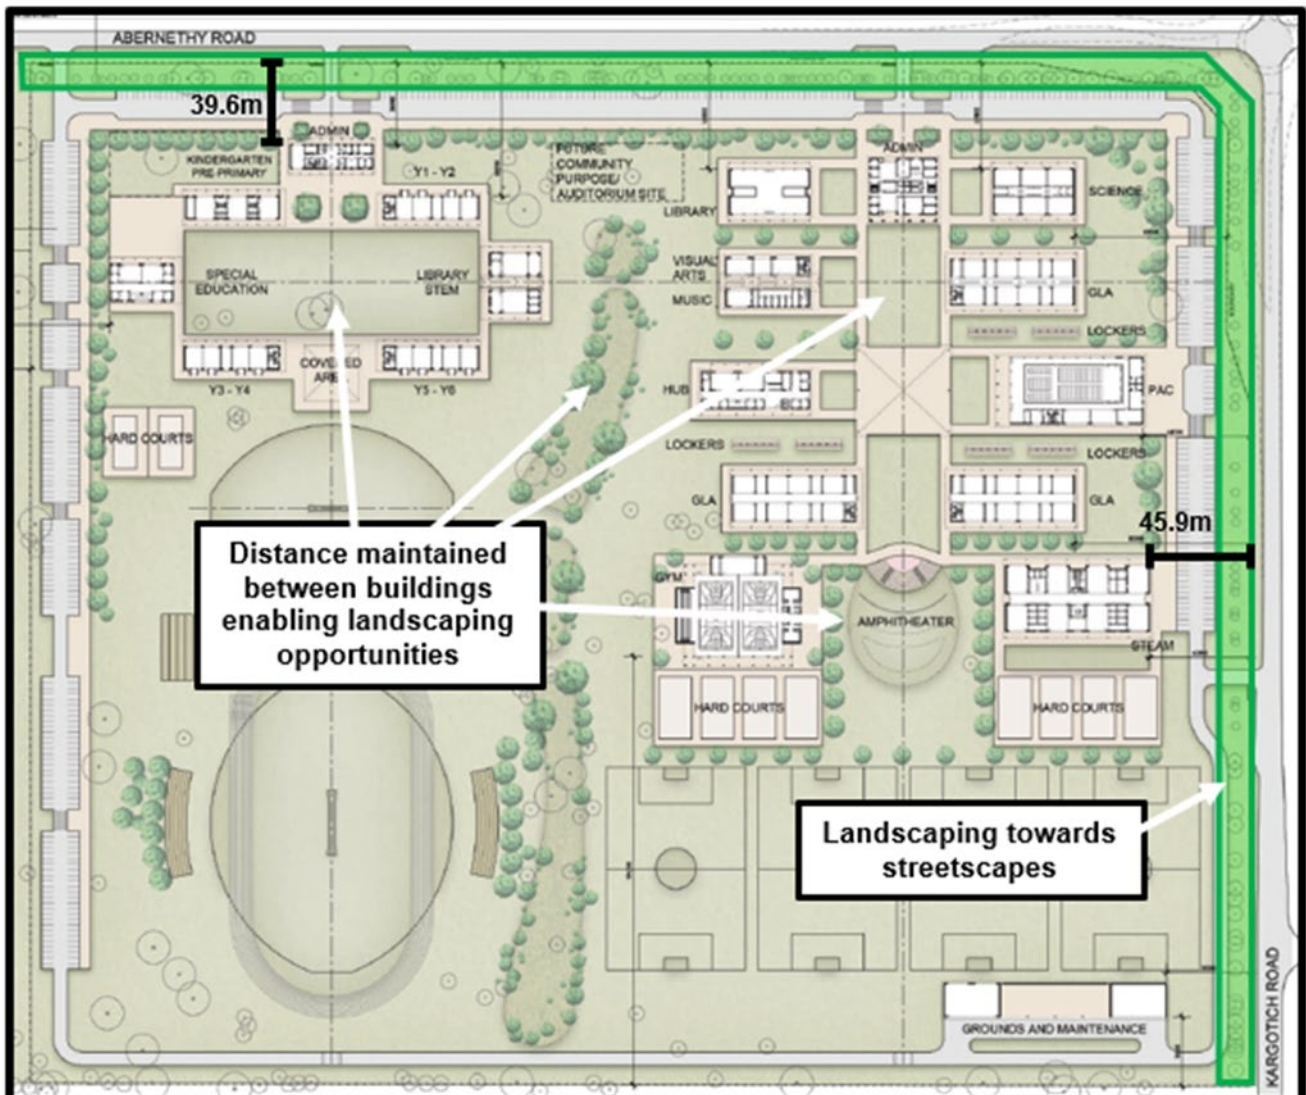 ABERNETHY ROAD
39.6m
ADMIN
KINDERGARTEN
PRE-PRIMARY
Y1 - Y2
FUTURE
COMMUNITY
PURPOSE/
AUDITORIUM SITE
ADMIN
LIBRARY
SCIENCE
SPECIAL
EDUCATION
LIBRARY
STEM
VISUAL
ARTS
MUSIC
GLA
LOCKERS
COVERED
AREA
Y3 - Y4
Y5 - Y6
HUB
PAC
HARD COURTS
LOCKERS
LOCKERS
GLA
GLA
45.9m
Distance maintained
between buildings
enabling landscaping
opportunities
GYM
AMPHITHEATER
STEAM
HARD COURTS
HARD COURTS
Landscaping towards
streetscapes
GROUNDS AND MAINTENANCE
KARGOTICH ROAD